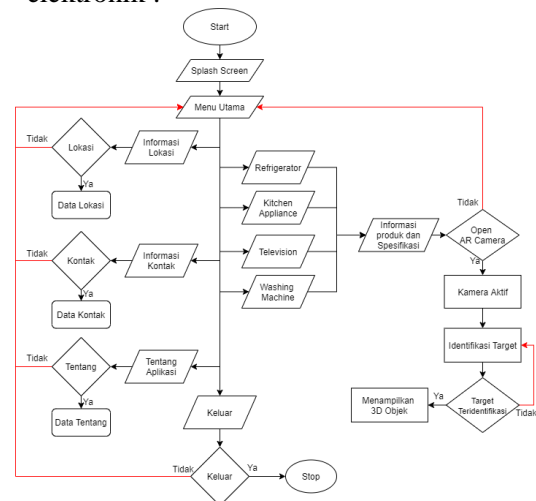 elektronik .
Start
Splash Screen
Menu Utama
Tidak
Lokasi
Informasi
Lokasi
Ya
Data Lokasi
Refrigerator
Kitchen
Appliance
Television
Washing
Machine
Informasi
produk dan
Spesifikasi
Tidak
Open
AR Camera
Ya
Kamera Aktif
Identifikasi Target
Target
Teridentifikasi
Ya
Tidak
Menampilkan
3D Objek
Tidak
Kontak
Informasi
Kontak
Ya
Data Kontak
Tidak
Tentang
Tentang
Aplikasi
Ya
Data Tentang
Keluar
Tidak
Keluar
Ya
Stop